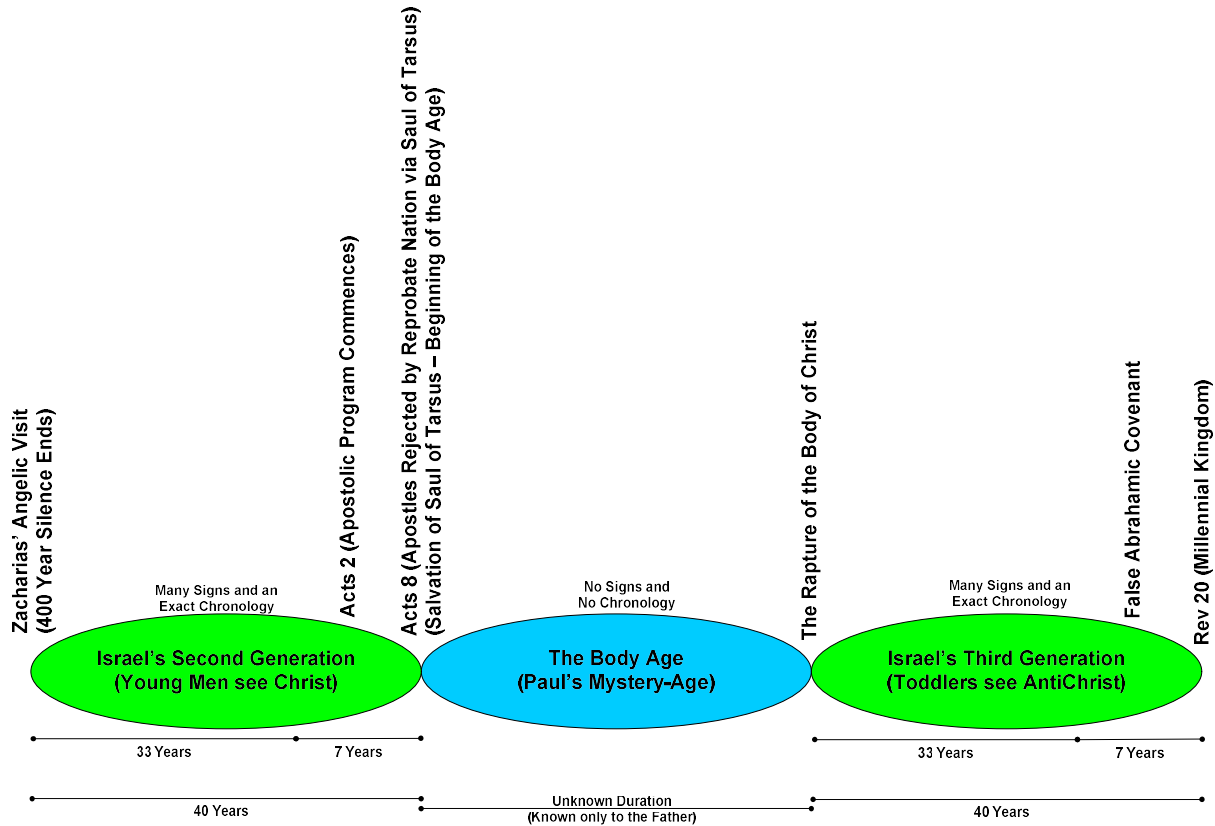 Zacharias’ Angelic Visit
(400 Year Silence Ends)
Acts 2 (Apostolic Program Commences)
Acts 8 (Apostles Rejected by Reprobate Nation via Saul of Tarsus)
(Salvation of Saul of Tarsus – Beginning of the Body Age)
The Rapture of the Body of Christ
False Abrahamic Covenant
Rev 20 (Millennial Kingdom)
Many Signs and an
Exact Chronology
No Signs and
No Chronology
Many Signs and an
Exact Chronology
Israel’s Second Generation
(Young Men see Christ)
The Body Age
(Paul’s Mystery-Age)
Israel’s Third Generation
(Toddlers see AntiChrist)
33 Years
7 Years
33 Years
7 Years
40 Years
Unknown Duration
(Known only to the Father)
40 Years